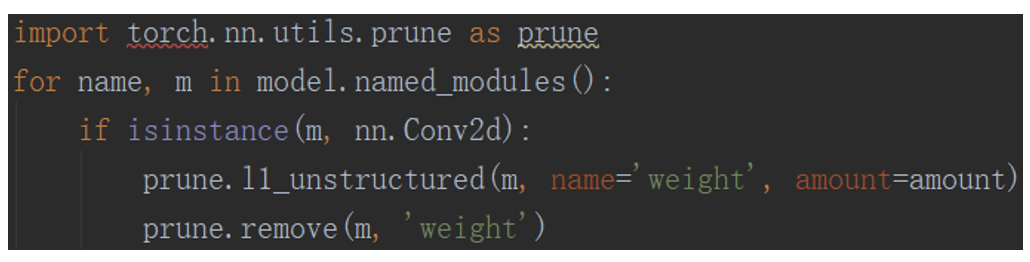 import torch.nn.utils.prune as prune
for name, m in model.named_modules():
    if isinstance(m, nn.Conv2d):
        prune.l1_unstructured(m, name='weight', amount=amount)
        prune.remove(m, 'weight')